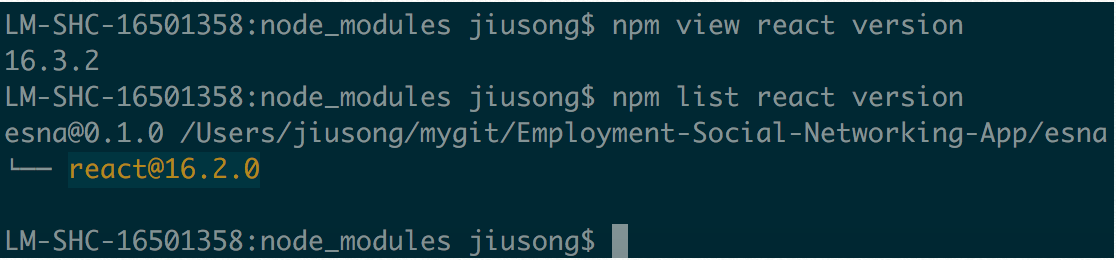 LM-SHC-16501358:node_modules jiusong$ npm view react version
16.3.2
LM-SHC-16501358:node_modules jiusong$ npm list react version
esna@0.1.0 /Users/jiusong/mygit/Employment-Social-Networking-App/esna
└── react@16.2.0
LM-SHC-16501358:node_modules jiusong$